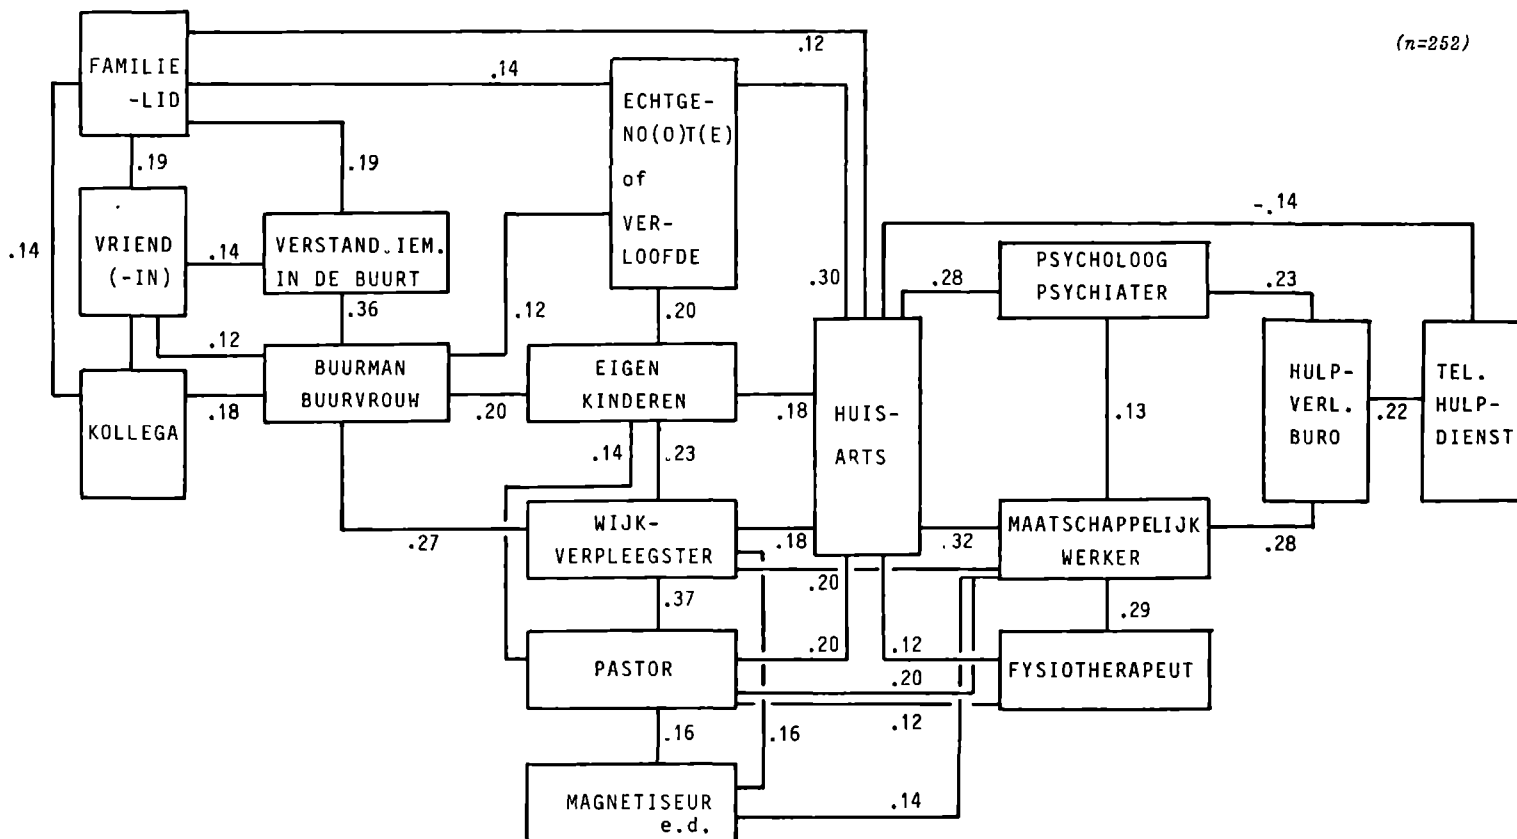 (n=252)
FAMILIE
-LID
.12
.14
ECHTGE-
NO(O)T(E)
of
VER-
LOOFDE
.19
.19
.14
VRIEND
(-IN)
.14
VERSTAND.IEM.
IN DE BUURT
.36
.12
.12
.20
.30
-.14
.28
PSYCHOLOOG
PSYCHIATER
.23
KOLLEGA
.18
BUURMAN
BUURVROUW
.20
EIGEN
KINDEREN
.18
HUIS-
ARTS
.13
HULP-
VERL.
BURO
.22
TEL.
HULP-
DIENST
.14
.23
.27
WIJK-
VERPLEEGSTER
.18
.32
MAATSCHAPPELIJK
WERKER
.28
.20
.37
.29
PASTOR
.20
.12
.20
.12
FYSIOTHERAPEUT
.16
.16
MAGNETISEUR
e.d.
.14